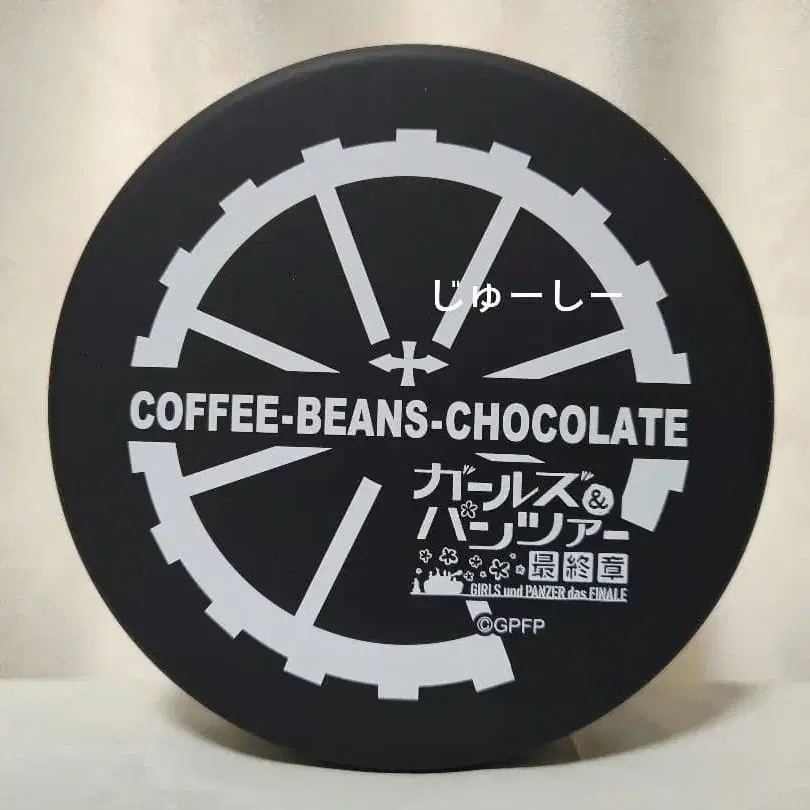 じゅーしー
COFFEE-BEANS-CHOCOLATE
ガールズ&
パンツァー
最終章
GIRLS und PANZER das FINALE
©GPFP